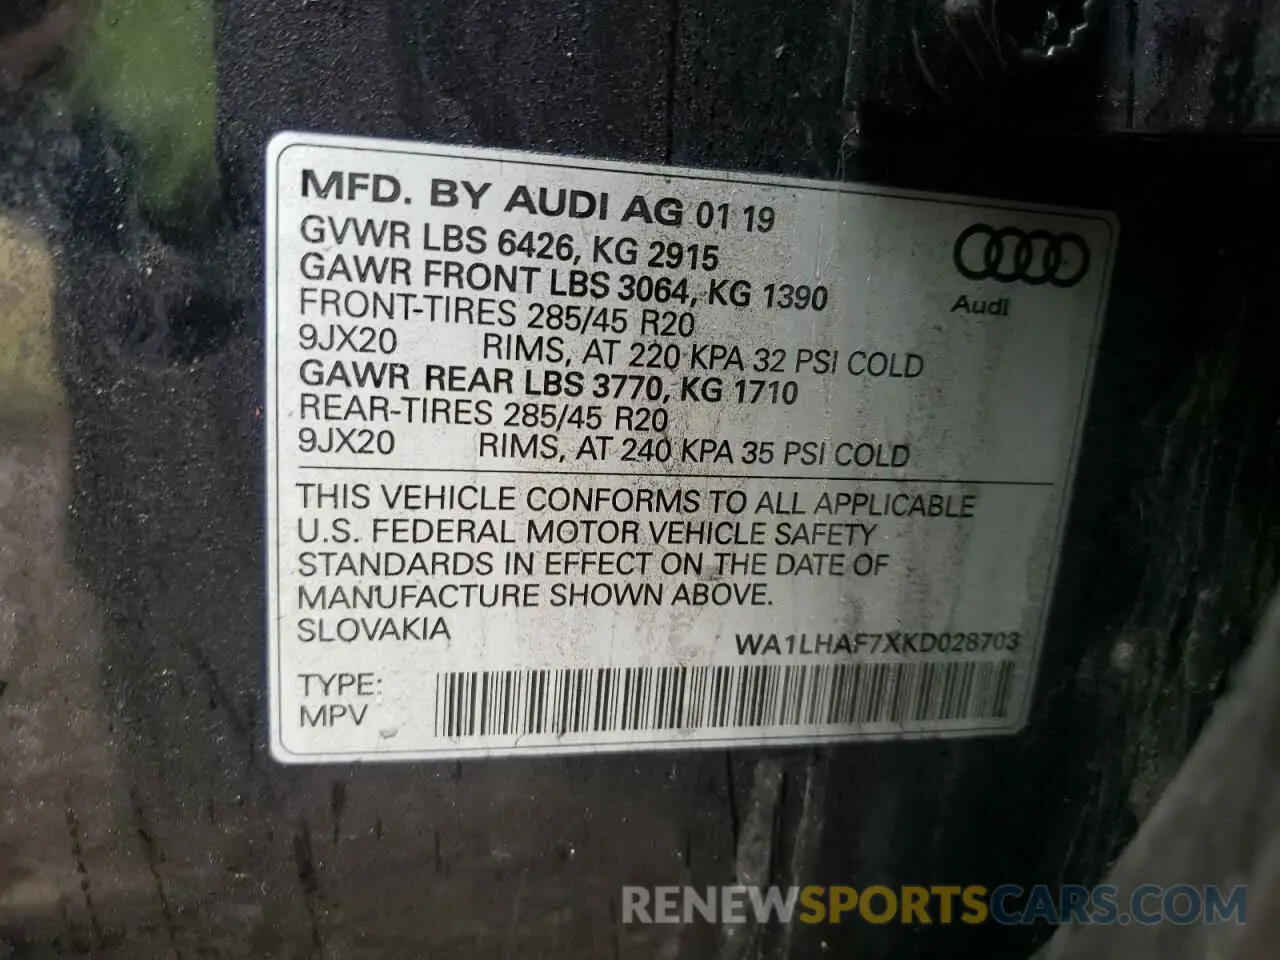 MFD. BY AUDI AG 01 19
GVWR LBS 6426, KG 2915
GAWR FRONT LBS 3064, KG 1390
FRONT-TIRES 285/45 R20
9JX20 RIMS, AT 220 KPA 32 PSI COLD
GAWR REAR LBS 3770, KG 1710
REAR-TIRES 285/45 R20
9JX20 RIMS, AT 240 KPA 35 PSI COLD
Audi
THIS VEHICLE CONFORMS TO ALL APPLICABLE
U.S. FEDERAL MOTOR VEHICLE SAFETY
STANDARDS IN EFFECT ON THE DATE OF
MANUFACTURE SHOWN ABOVE.
SLOVAKIA
WA1LHAF7XKD028703
TYPE:
MPV
RENEWSPORTSCARS.COM